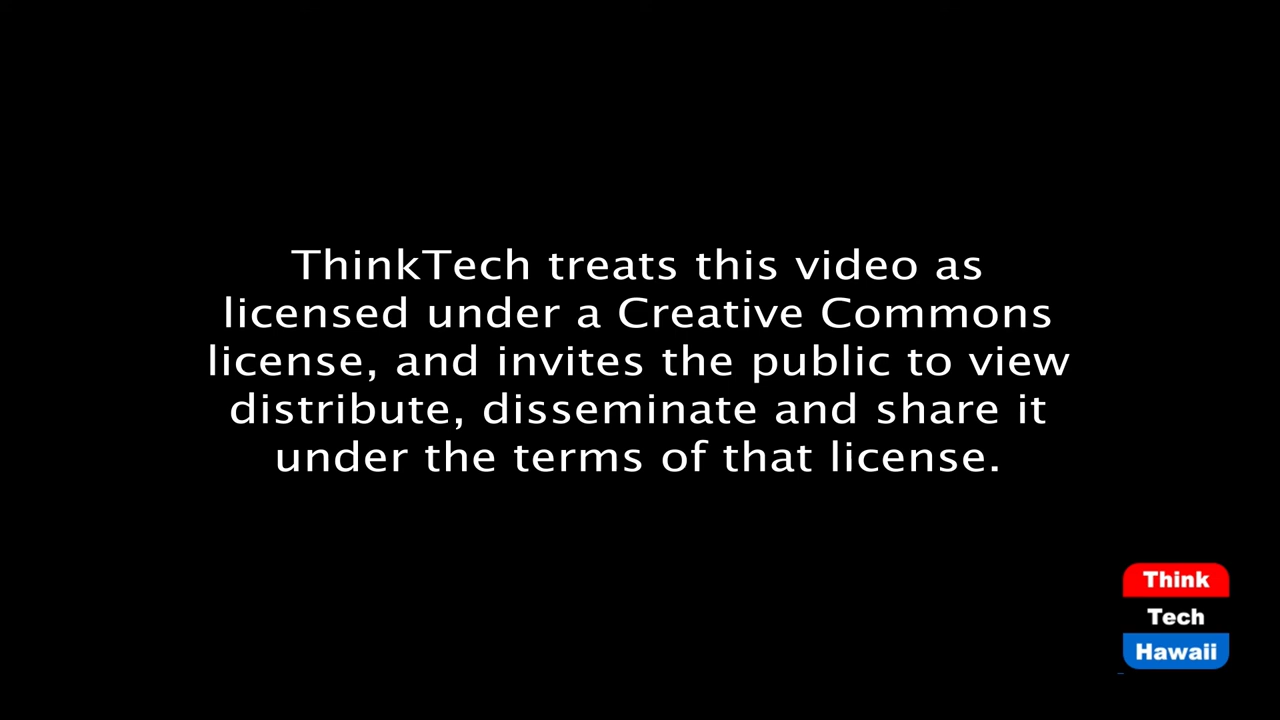 ThinkTech treats this video as
licensed under a Creative Commons
license, and invites the public to view
distribute, disseminate and share it
under the terms of that license.
Think
Tech
Hawaii